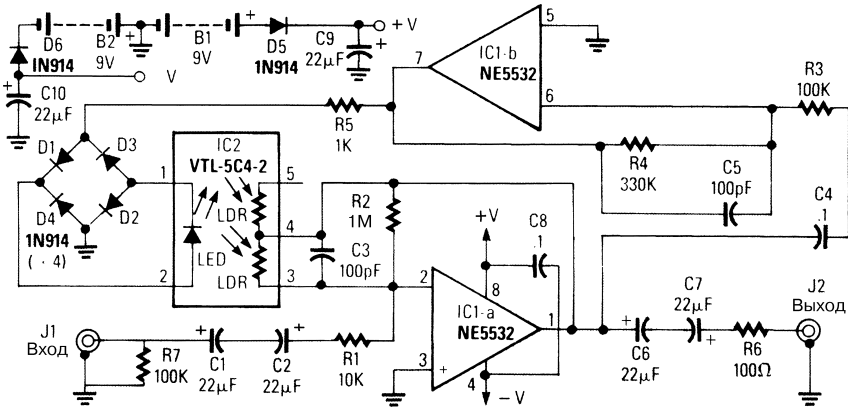 D6
IN914
B2
9V
+
B1
9V
+
D5
1N914
+V
C9
22µF
+
V
+
C10
22µF
7
IC1·b
NE5532
5
6
R3
100K
R5
1K
R4
330K
C5
100pF
C4
.1
D1
D3
D4
D2
1N914
(· 4)
1
2
IC2
VTL-5C4-2
5
LDR
4
LED
LDR
3
R2
1M
C3
100pF
+V
C8
.1
8
2
IC1·a
NE5532
1
3
+
4
−V
J1
Вход
R7
100K
+
C1
22µF
+
C2
22µF
R1
10K
+
C6
22µF
C7
22µF
+
R6
100Ω
J2
Выход